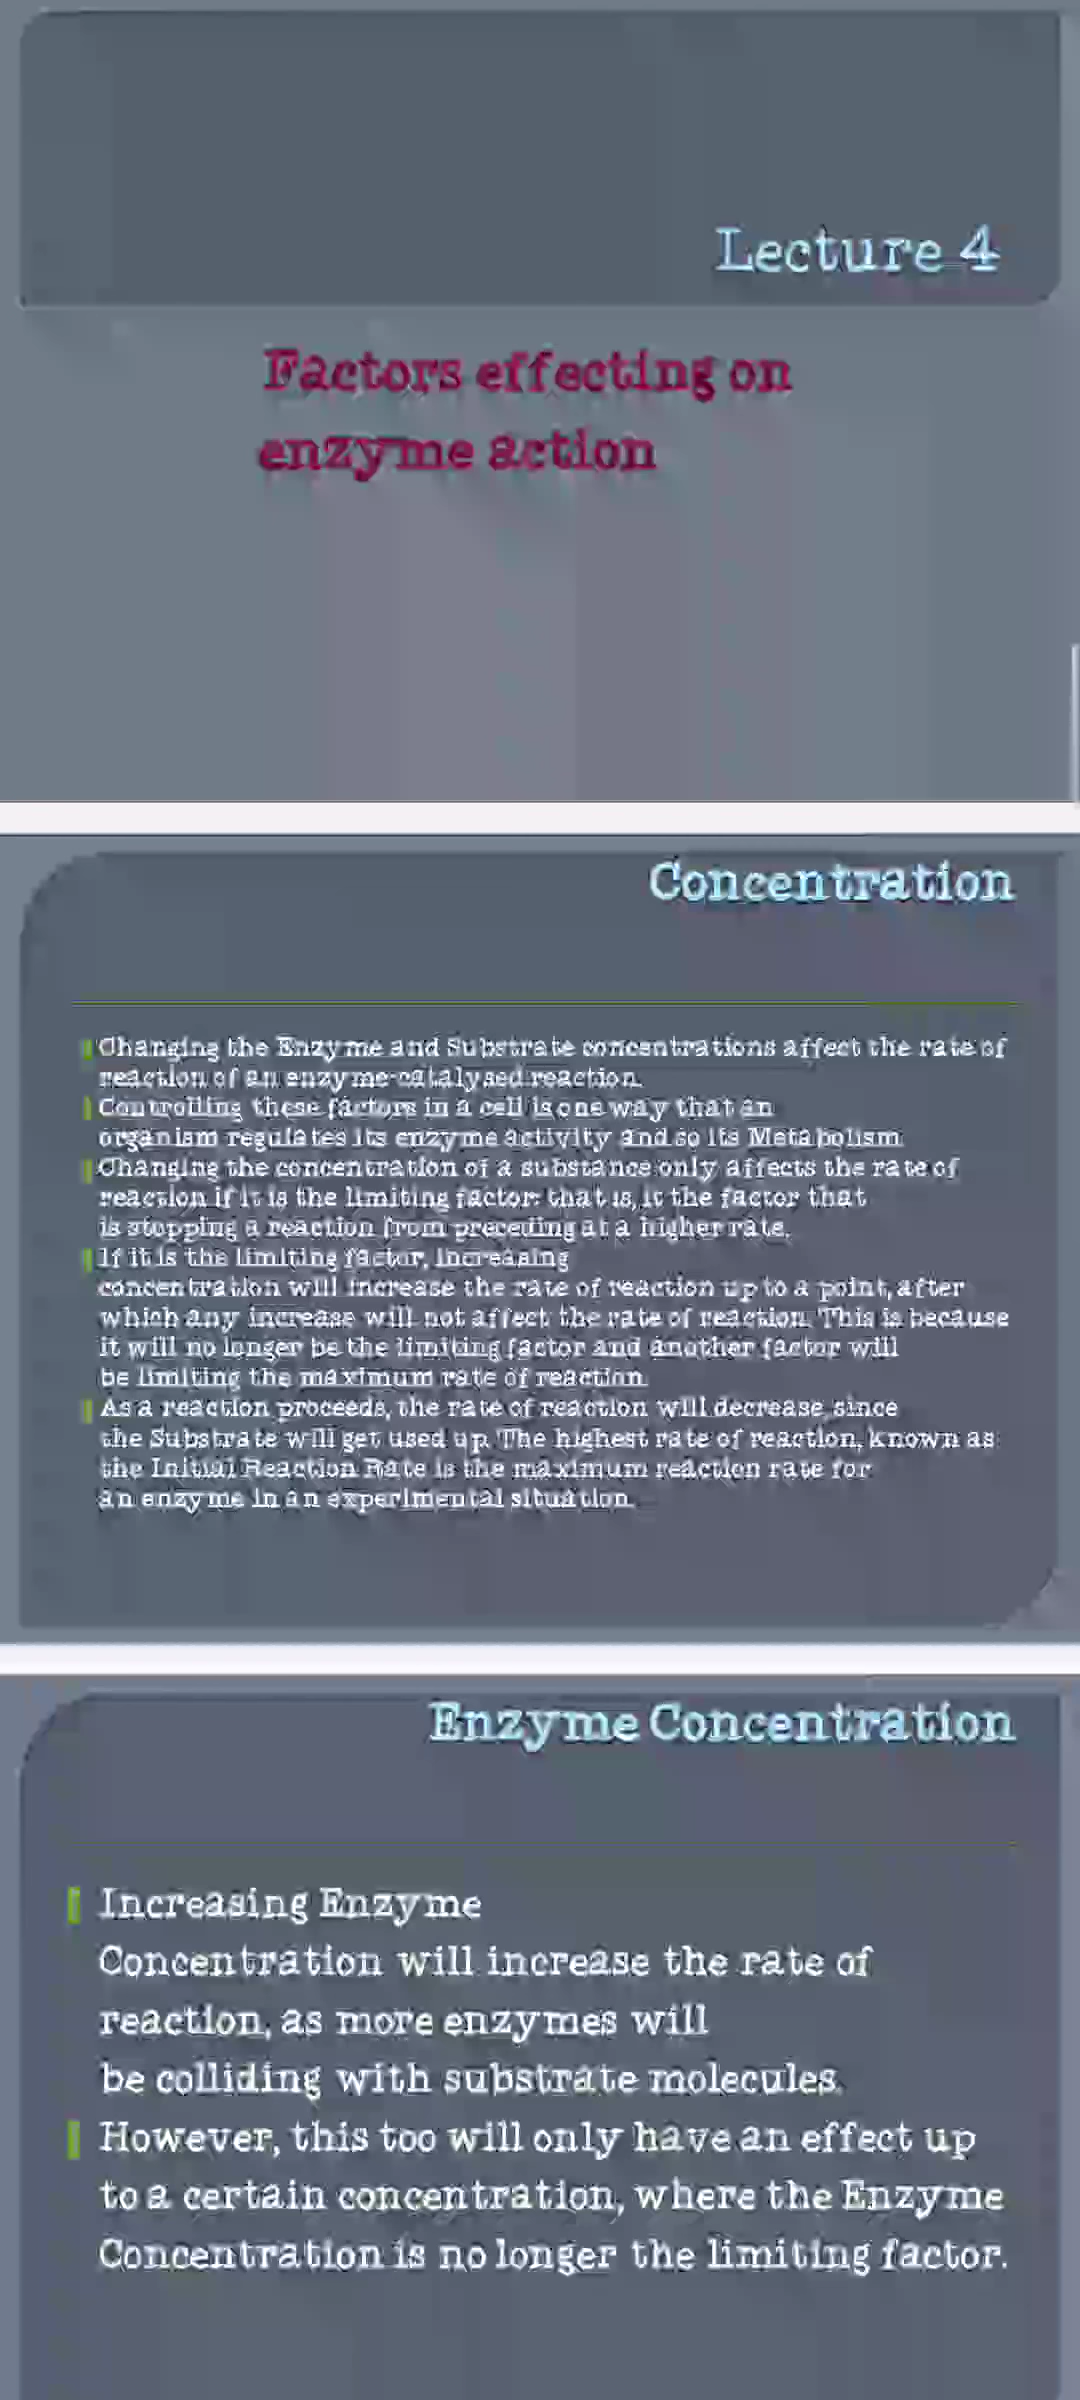 Lecture 4
Factors effecting on
enzyme action
Concentration
Changing the Enzyme and Substrate concentrations affect the rate of
reaction of an enzyme-catalysed reaction.
Controlling these factors in a cell is one way that an
organism regulates its enzyme activity and so its Metabolism.
Changing the concentration of a substance only affects the rate of
reaction if it is the limiting factor: that is, it the factor that
is stopping a reaction from preceding at a higher rate.
If it is the limiting factor, increasing
concentration will increase the rate of reaction up to a point, after
which any increase will not affect the rate of reaction. This is because
it will no longer be the limiting factor and another factor will
be limiting the maximum rate of reaction.
As a reaction proceeds, the rate of reaction will decrease, since
the Substrate will get used up. The highest rate of reaction, known as
the Initial Reaction Rate is the maximum reaction rate for
an enzyme in an experimental situation.
Enzyme Concentration
Increasing Enzyme
Concentration will increase the rate of
reaction, as more enzymes will
be colliding with substrate molecules.
However, this too will only have an effect up
to a certain concentration, where the Enzyme
Concentration is no longer the limiting factor.